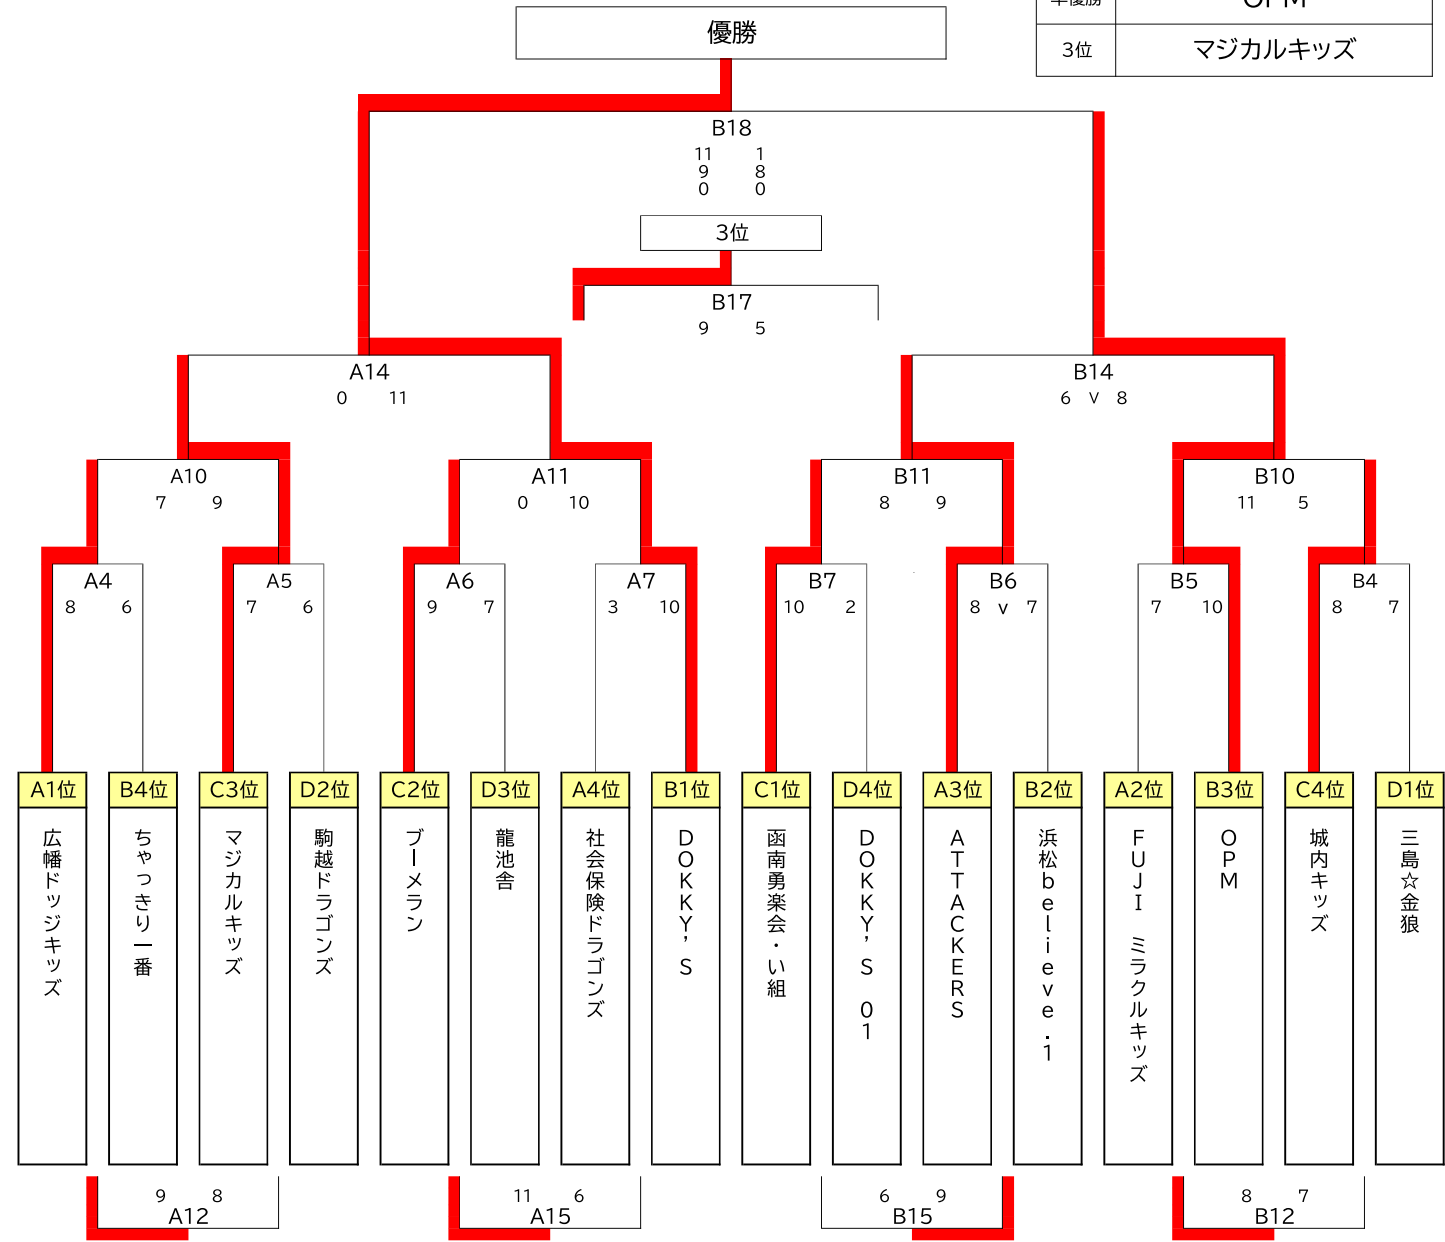 優勝
準優勝 OPM
3位 マジカルキッズ
B18
11 1
9 8
0 0
3位
B17
9 5
A14
0 11
B14
6 V 8
A10
7 9
A11
0 10
B11
8 9
B10
11 5
A4
8 6
A5
7 6
A6
9 7
A7
3 10
B7
10 2
B6
8 v 7
B5
7 10
B4
8 7
A1位 B4位 C3位 D2位 C2位 D3位 A4位 B1位 C1位 D4位 A3位 B2位 A2位 B3位 C4位 D1位
広幡ドッジキッズ
ちゃっきり一番
マジカルキッズ
駒越ドラゴンズ
ブーメラン
龍池舎
社会保険ドラゴンズ
DOKKY'S
函南勇楽会・い組
DOKKY'S 01
ATTACKERS
浜松believe.1
FUJI ミラクルキッズ
OPM
城内キッズ
三島☆金狼
9 8
A12
11 6
A15
6 9
B15
8 7
B12